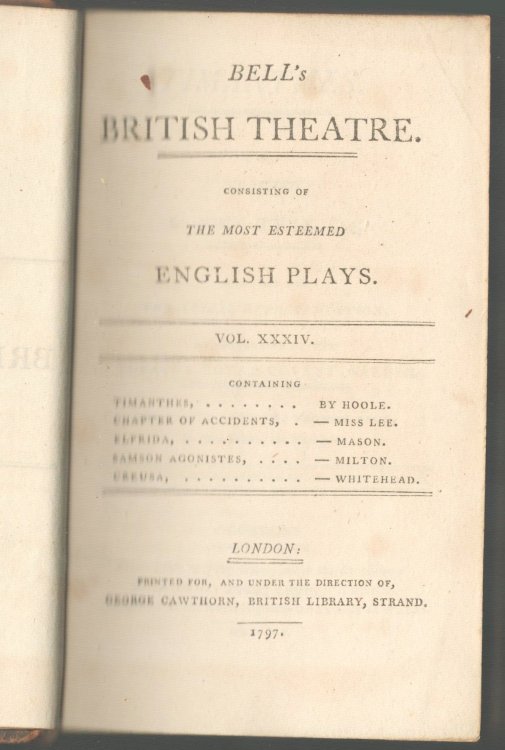 BELL's
BRITISH THEATRE.
CONSISTING OF
THE MOST ESTEEMED
ENGLISH PLAYS.
VOL. XXXIV.
CONTAINING
TIMANTHES, . . . . . . . . BY HOOLE.
CHAPTER OF ACCIDENTS, . — MISS LEE.
ELFRIDA, . . . . . . . . . . — MASON.
SAMSON AGONISTES, . . . . — MILTON.
CREUSA, . . . . . . . . . . — WHITEHEAD.
LONDON:
PRINTED FOR, AND UNDER THE DIRECTION OF,
GEORGE CAWTHORN, BRITISH LIBRARY, STRAND.
1797.